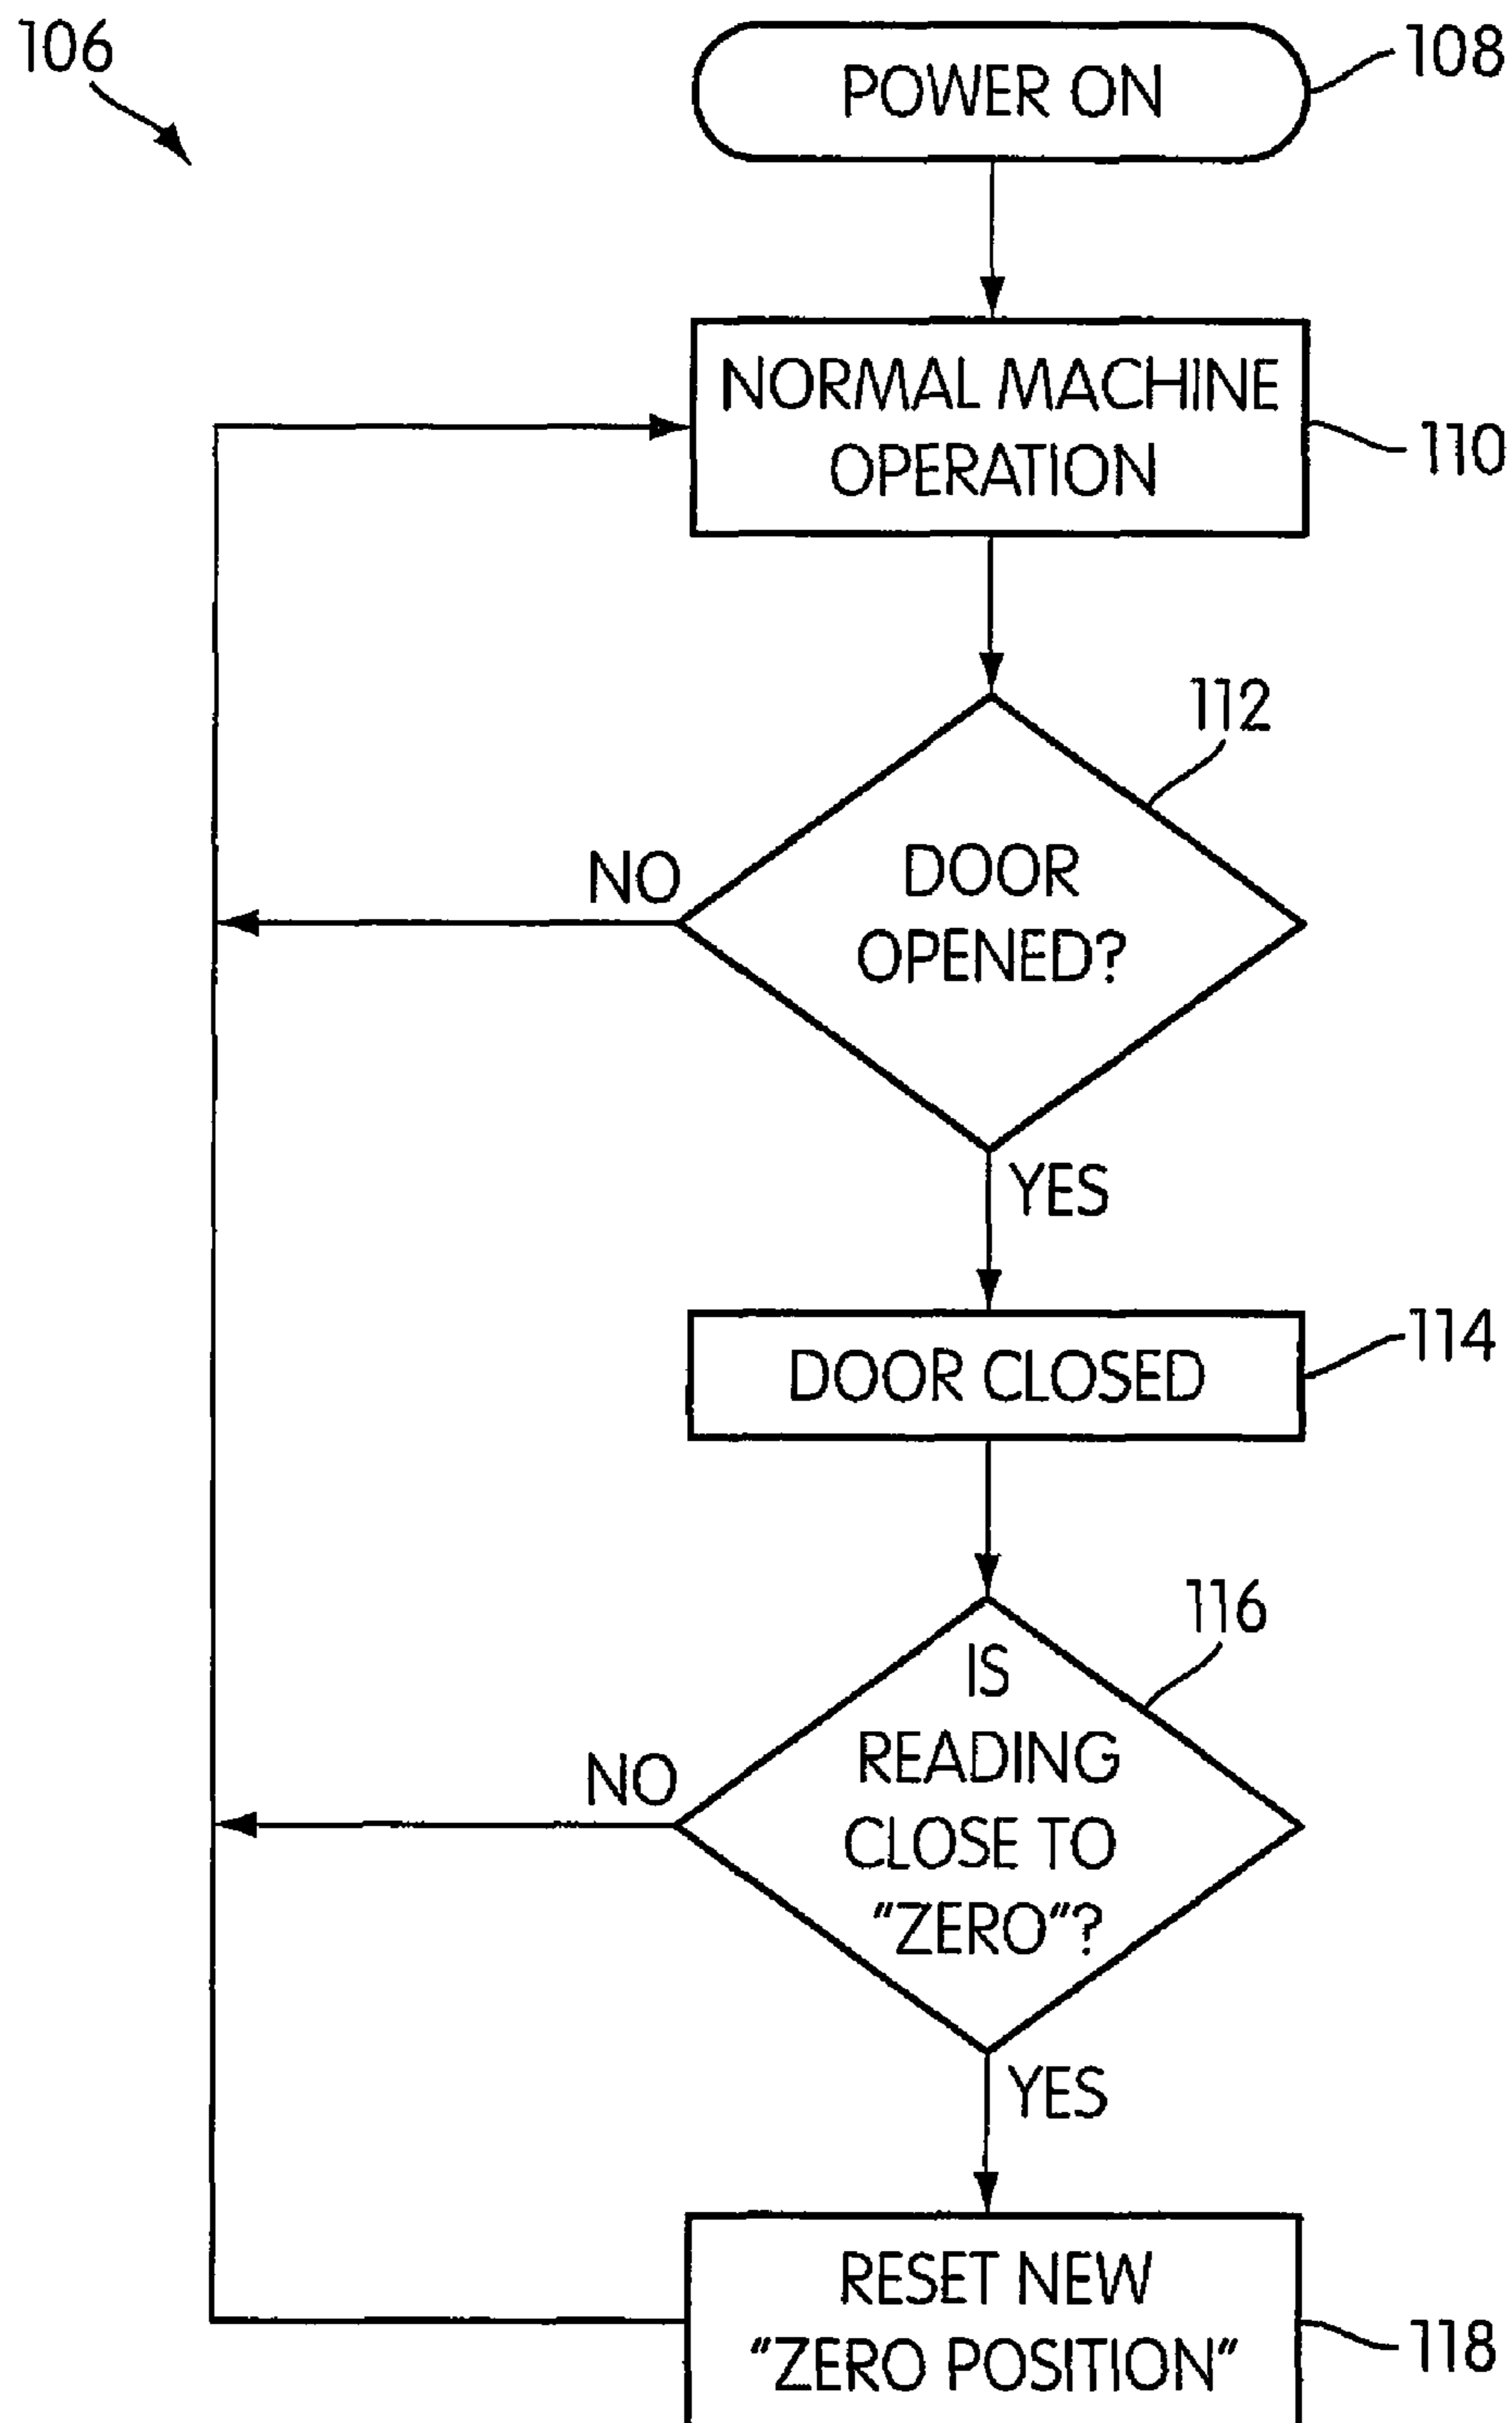 106
POWER ON
108
NORMAL MACHINE
OPERATION
110
112
DOOR
OPENED?
NO
YES
DOOR CLOSED
114
116
IS
READING
CLOSE TO
"ZERO"?
NO
YES
RESET NEW
"ZERO POSITION"
118